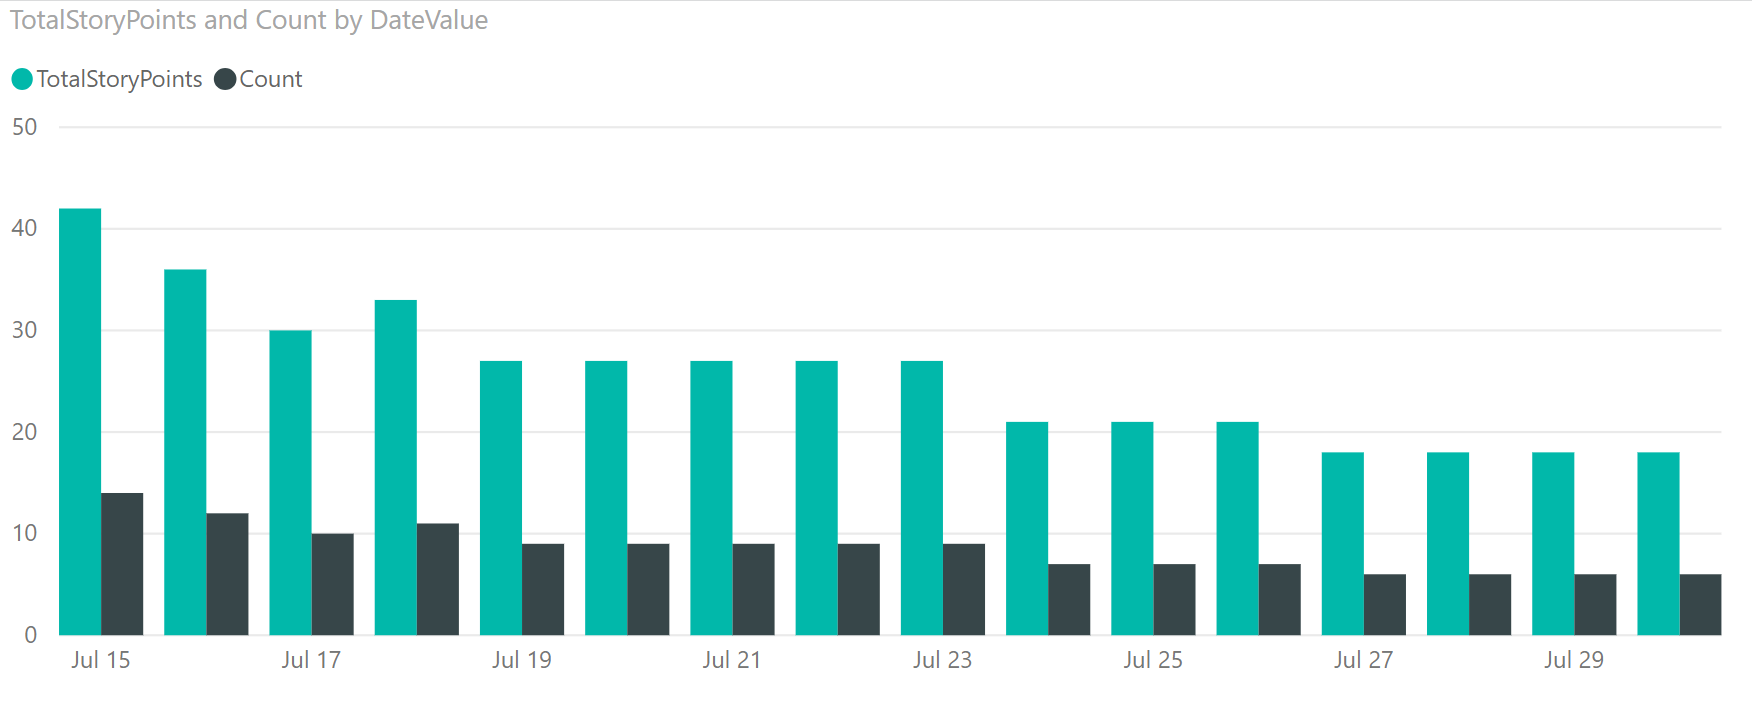 TotalStoryPoints and Count by DateValue
TotalStoryPoints Count
50
40
30
20
10
0
Jul 15 Jul 17 Jul 19 Jul 21 Jul 23 Jul 25 Jul 27 Jul 29